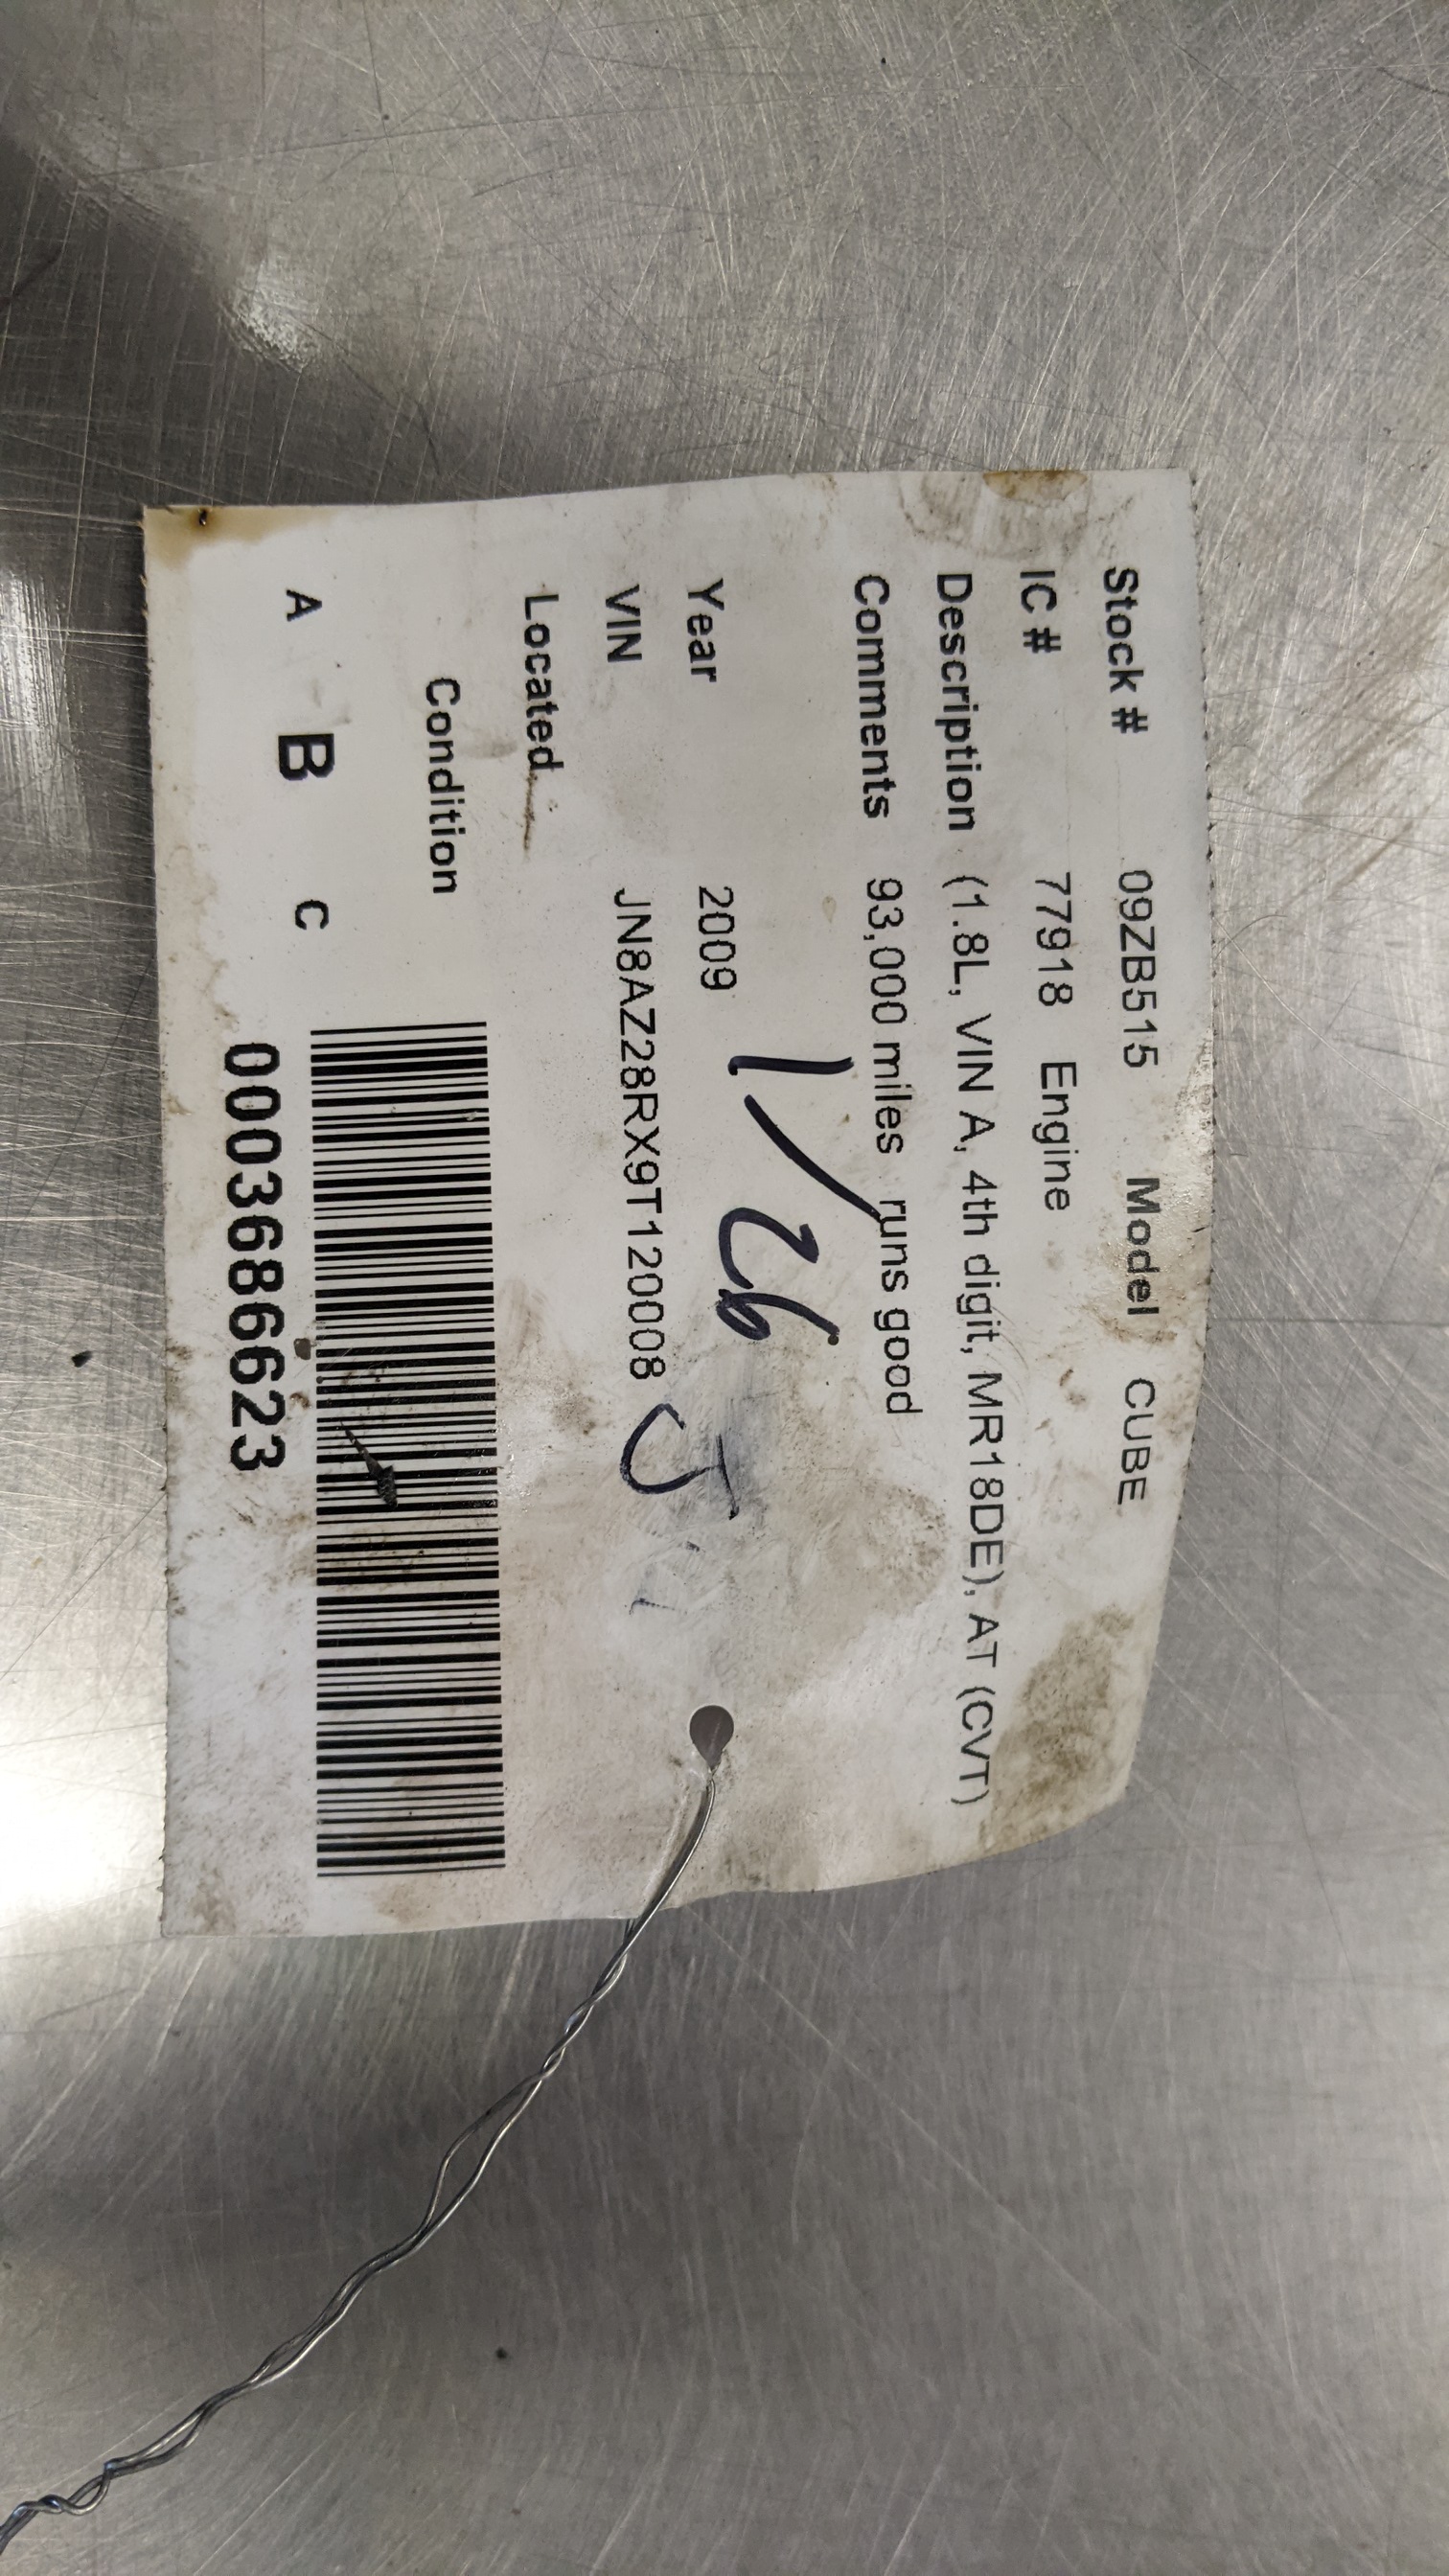 Stock # 09ZB515 Model CUBE
IC # 77918 Engine
Description (1.8L, VIN A, 4th digit, MR18DE), AT (CVT)
Comments 93,000 miles runs good
1/26
Year 2009
VIN JN8AZ28RX9T120008
J
Located
Condition
A B C
0003686623